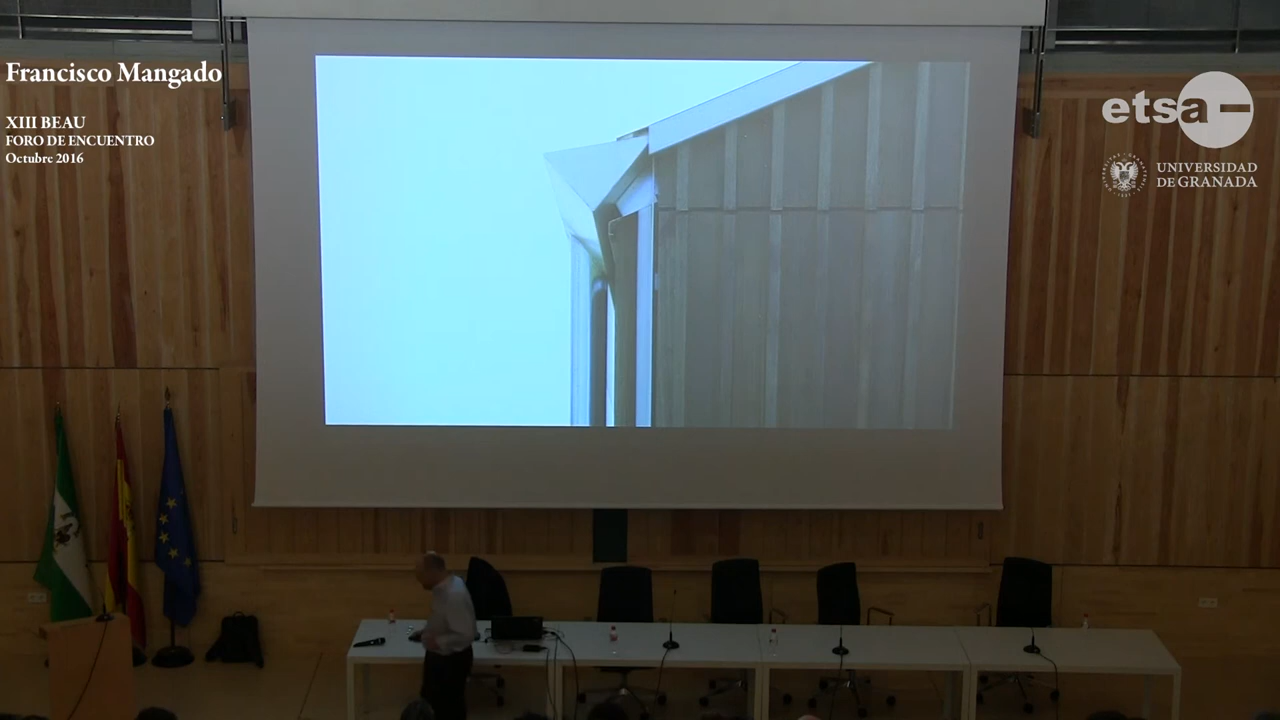 Francisco Mangado
XIII BEAU
FORO DE ENCUENTRO
Octubre 2016
etsa
UNIVERSIDAD
DE GRANADA